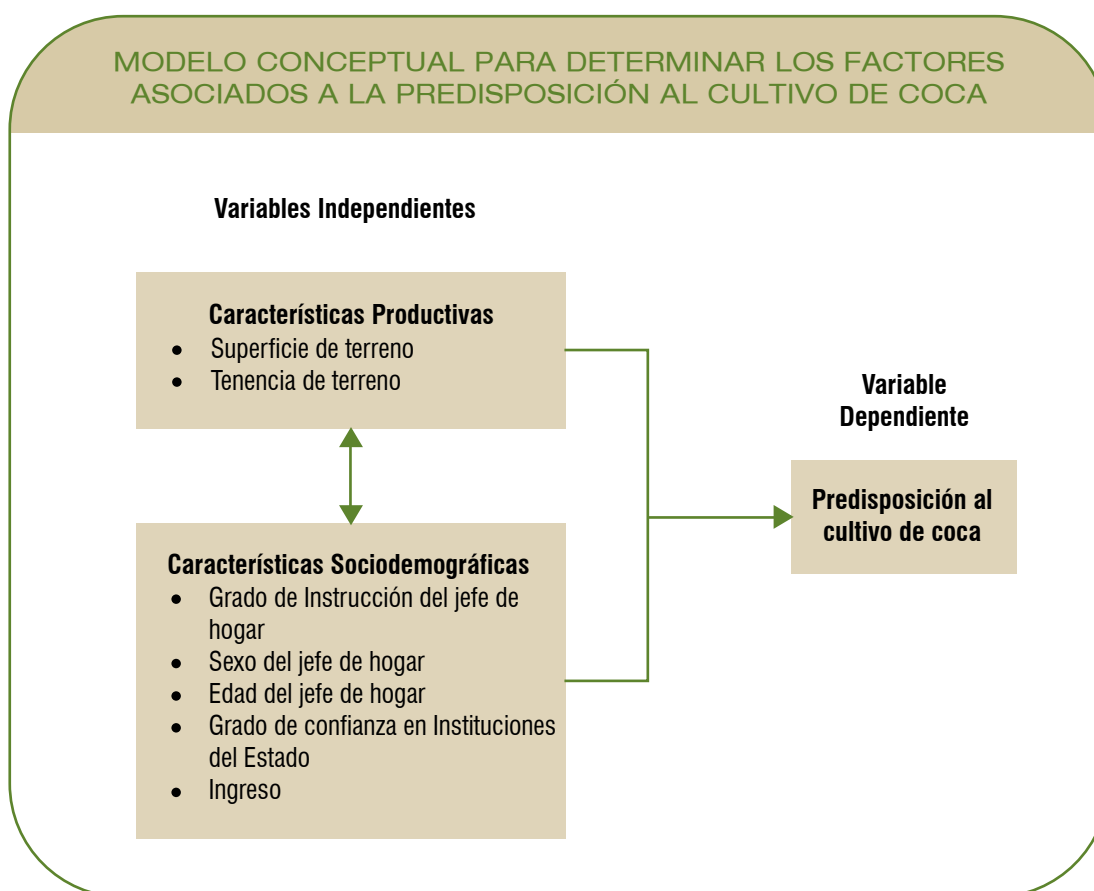 MODELO CONCEPTUAL PARA DETERMINAR LOS FACTORES
ASOCIADOS A LA PREDISPOSICIÓN AL CULTIVO DE COCA
Variables Independientes
Características Productivas
• Superficie de terreno
• Tenencia de terreno
Características Sociodemográficas
• Grado de Instrucción del jefe de
hogar
• Sexo del jefe de hogar
• Edad del jefe de hogar
• Grado de confianza en Instituciones
del Estado
• Ingreso
Variable
Dependiente
Predisposición al
cultivo de coca